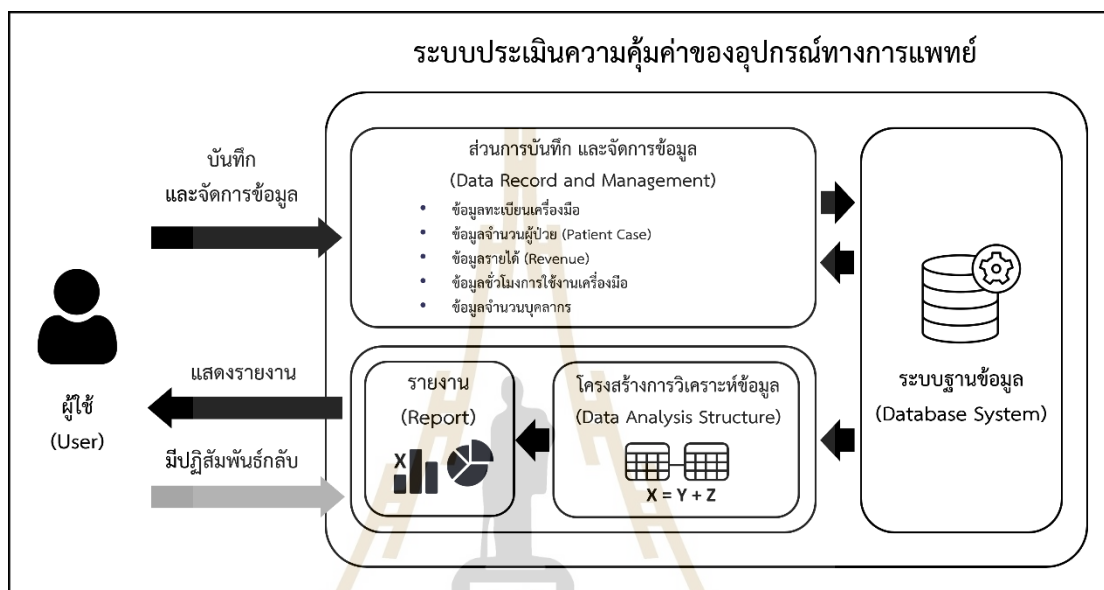 ระบบประเมินความคุ้มค่าของอุปกรณ์ทางการแพทย์
บันทึก
และจัดการข้อมูล
ส่วนการบันทึก และจัดการข้อมูล
(Data Record and Management)
• ข้อมูลทะเบียนเครื่องมือ
• ข้อมูลจำนวนผู้ป่วย (Patient Case)
• ข้อมูลรายได้ (Revenue)
• ข้อมูลชั่วโมงการใช้งานเครื่องมือ
• ข้อมูลจำนวนบุคลากร
ระบบฐานข้อมูล
(Database System)
ผู้ใช้
(User)
แสดงรายงาน
มีปฏิสัมพันธ์กลับ
รายงาน
(Report)
X
โครงสร้างการวิเคราะห์ข้อมูล
(Data Analysis Structure)
X = Y + Z